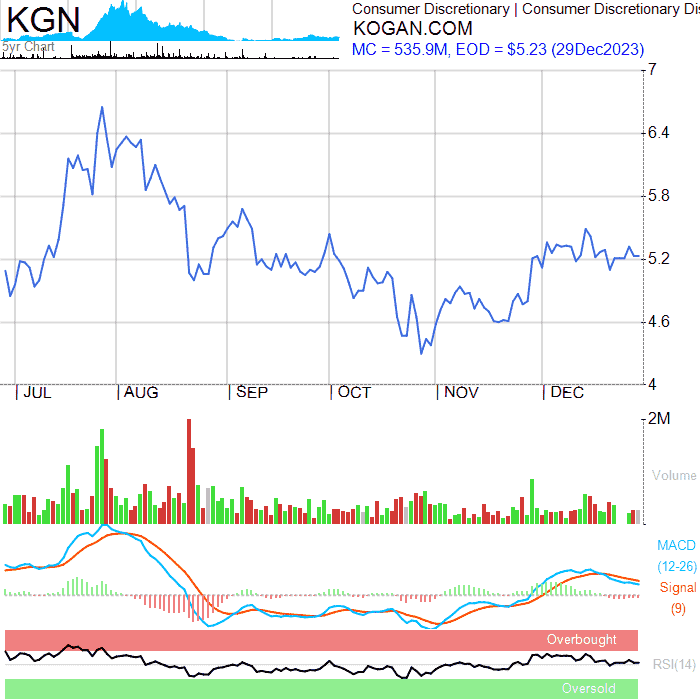 KGN
5yr Chart
Consumer Discretionary | Consumer Discretionary Dis
KOGAN.COM
MC = 535.9M, EOD = $5.23 (29Dec2023)
7
6.4
5.8
5.2
4.6
4
JUL AUG SEP OCT NOV DEC
2M
Volume
MACD
(12-26)
Signal
(9)
Overbought
RSI(14)
Oversold